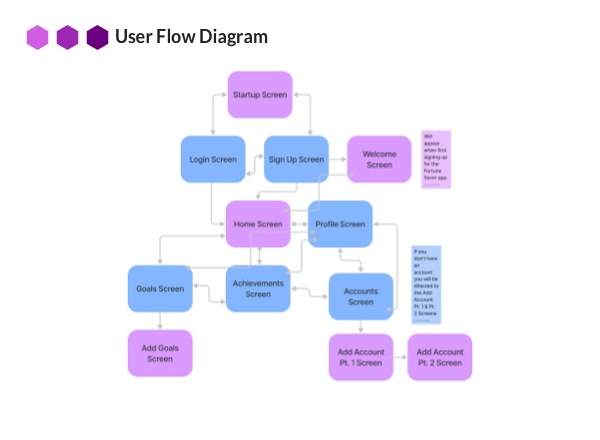 User Flow Diagram
Startup Screen
Login Screen
Sign Up Screen
Welcome
Screen
Will
appear
when first
signing up
for the
Fortune
Saver app.
Home Screen
Profile Screen
If you
don't have
an
account
you will be
directed to
the Add
Account
Pt. 1 & Pt.
2 Screens
Goals Screen
Achievements
Screen
Accounts
Screen
Add Goals
Screen
Add Account
Pt. 1 Screen
Add Account
Pt. 2 Screen